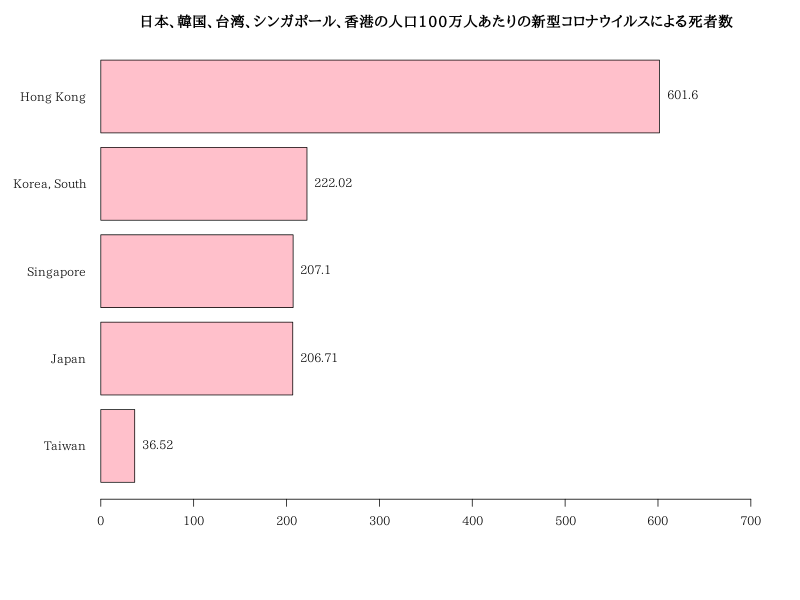 日本、韓国、台湾、シンガポール、香港の人口100万人あたりの新型コロナウイルスによる死者数
Hong Kong 601.6
Korea, South 222.02
Singapore 207.1
Japan 206.71
Taiwan 36.52
0 100 200 300 400 500 600 700